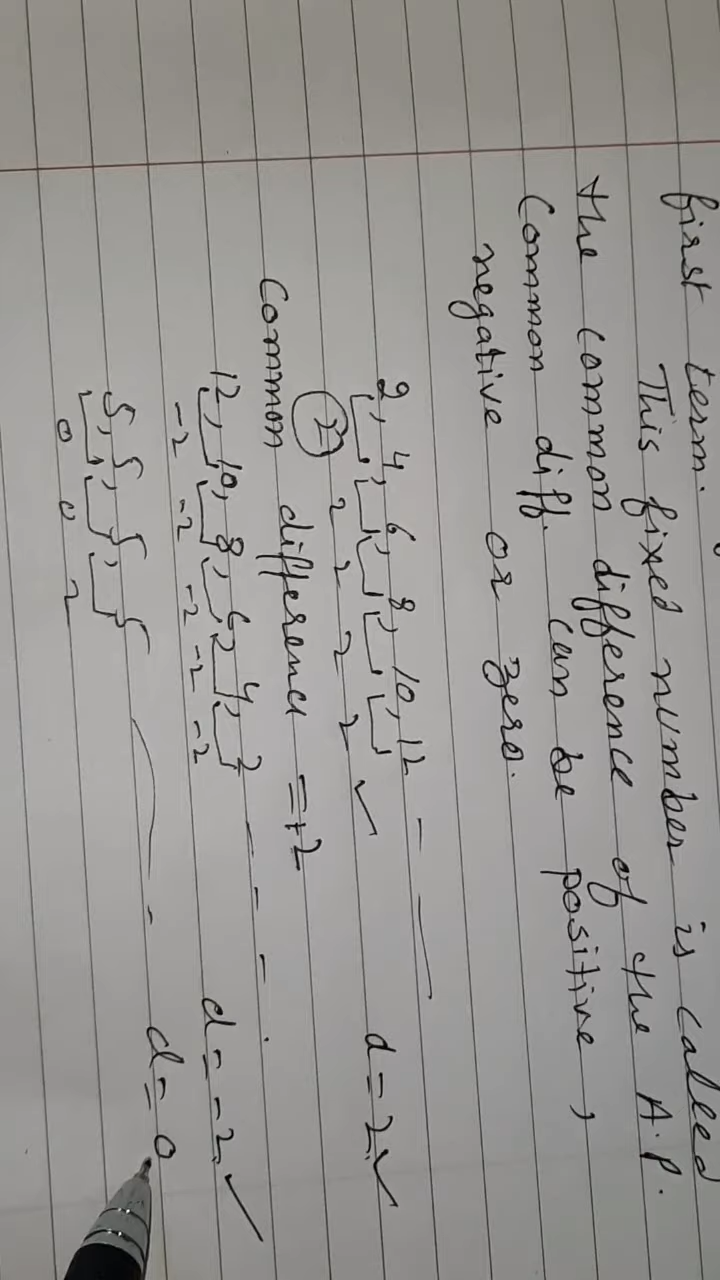 first term.
This fixed number is called
the common difference of the A.P.
Common diff. can be positive,
negative or zero.
2, 4, 6, 8, 10, 12 - — d = 2. ✓
2 2 2 2 2 ✓
Common difference = +2
12, 10, 8, 6, 4, 2 - - - . d = -2. ✓
-2 -2 -2 -2 -2
5, 5, 5, 5 — - d = 0
0 0 2